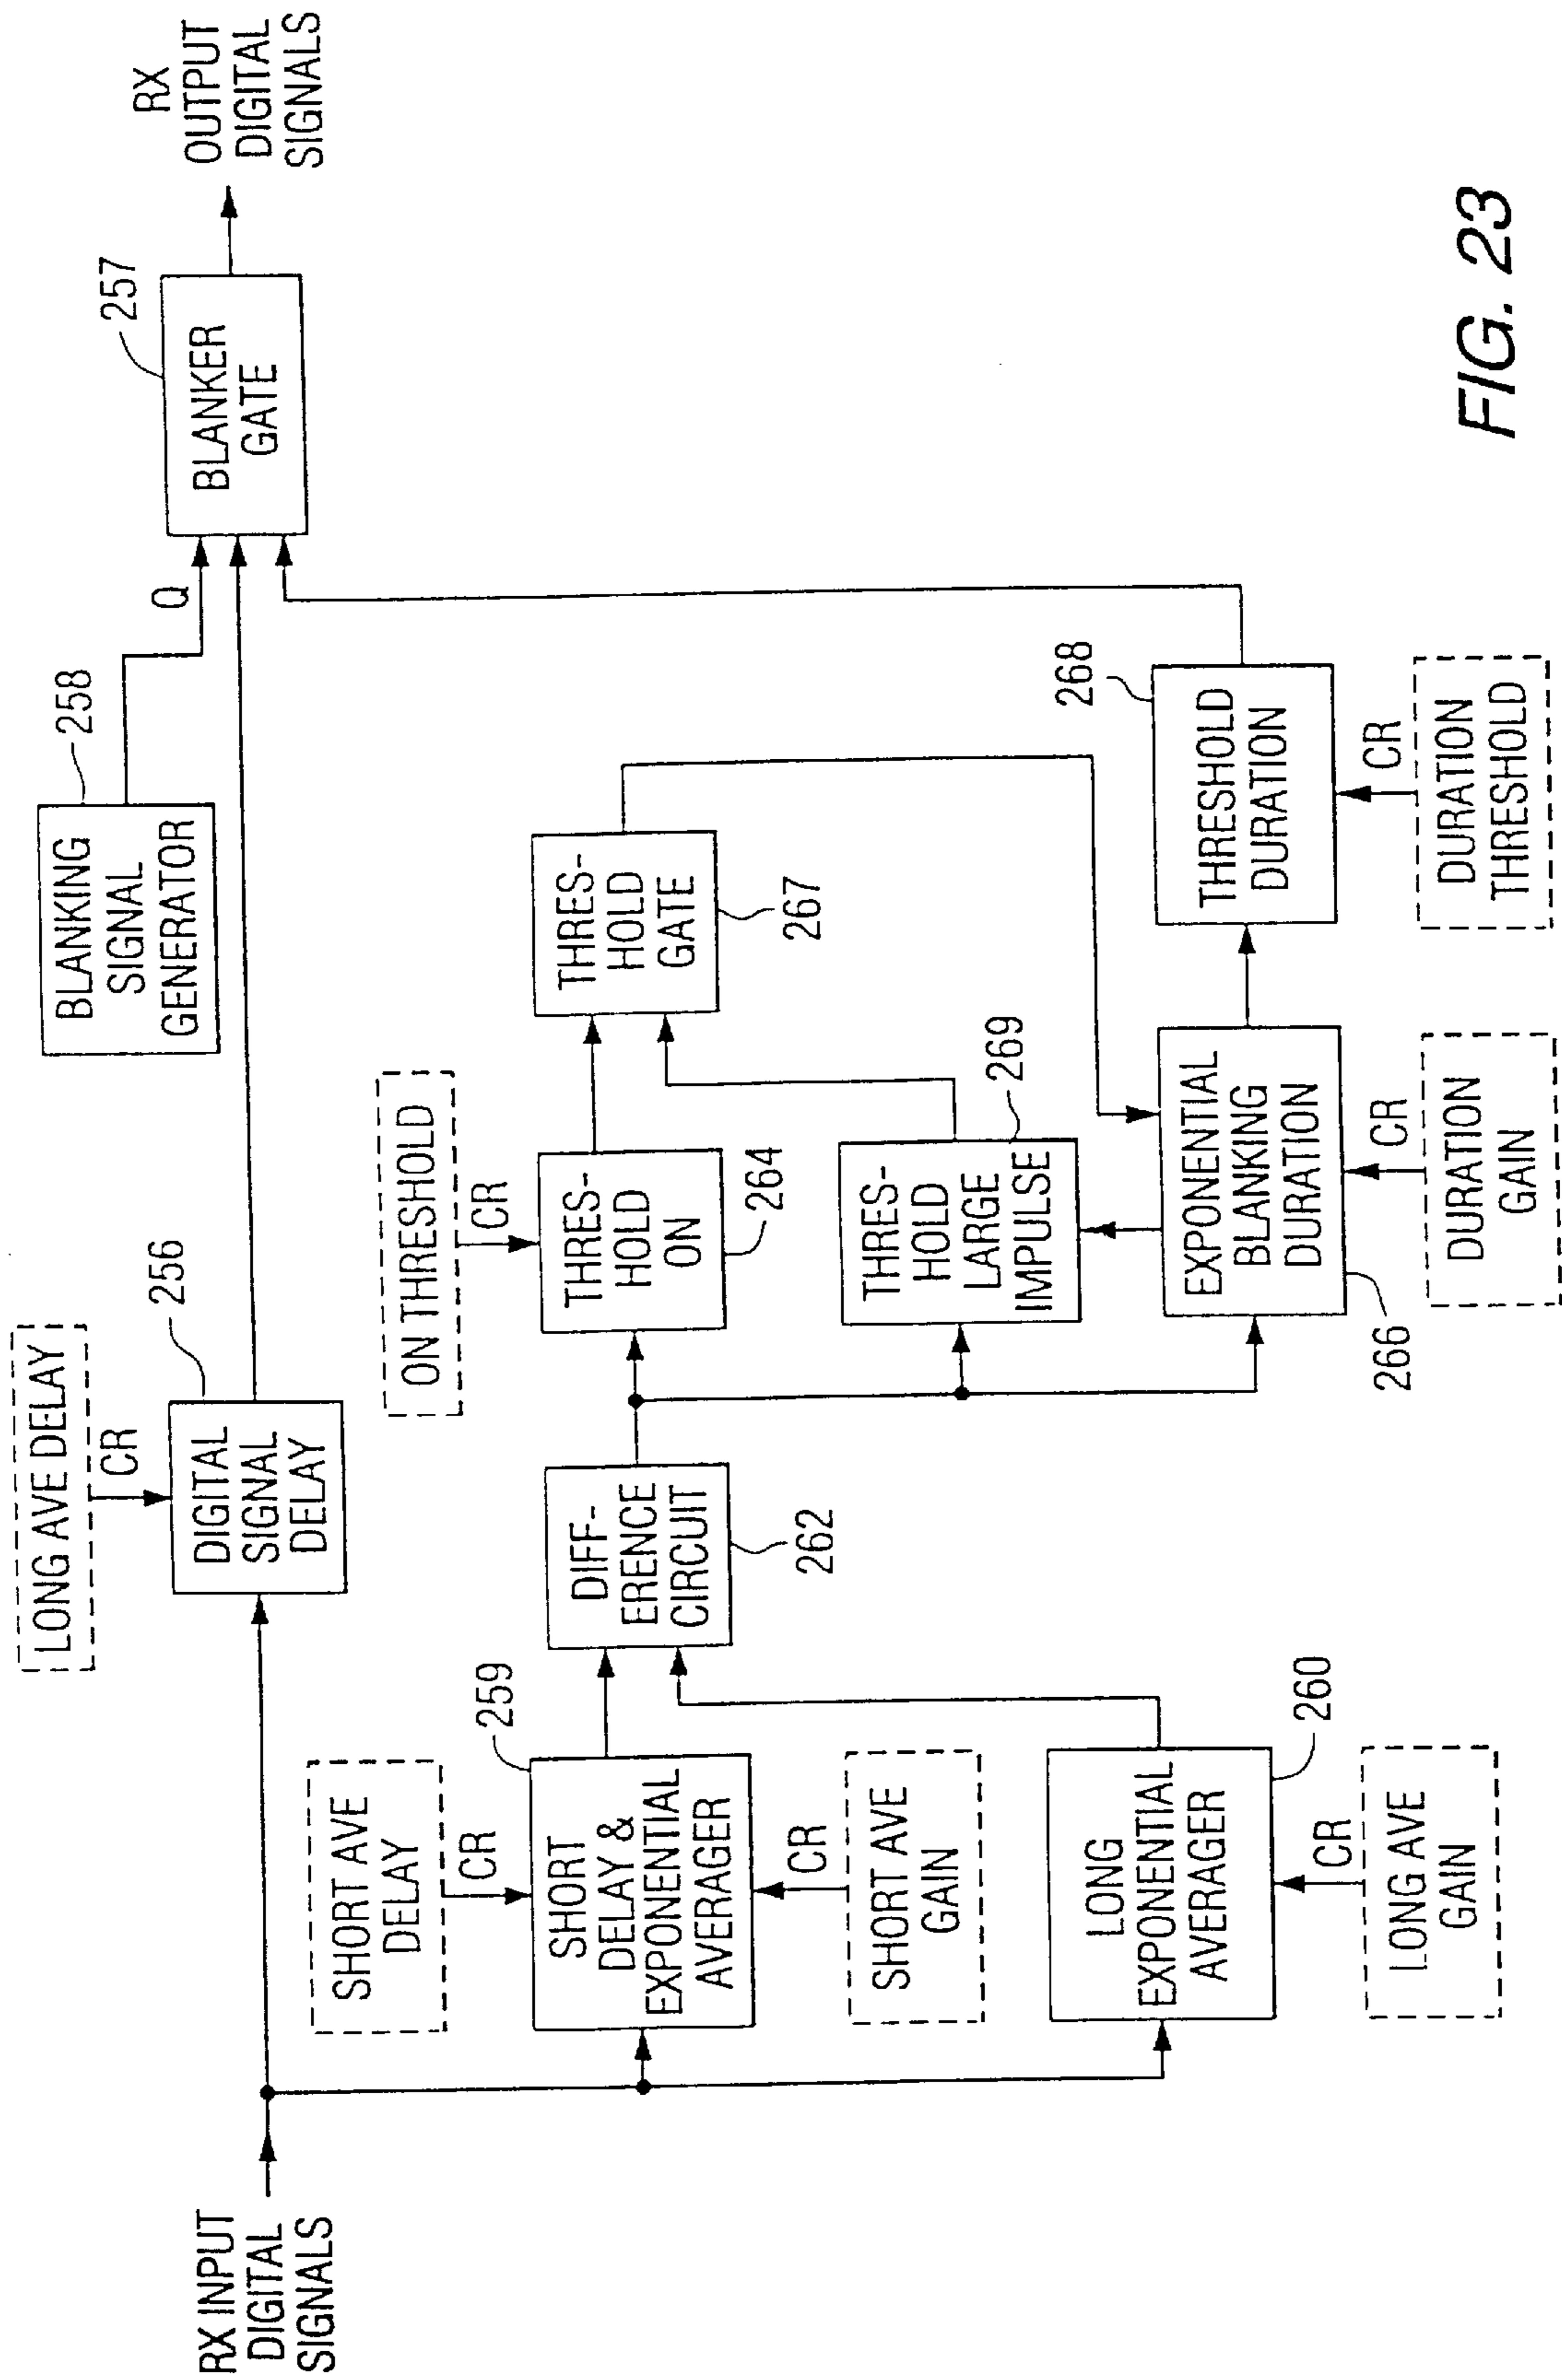 RX INPUT
DIGITAL
SIGNALS
LONG AVE DELAY
CR
256
DIGITAL
SIGNAL
DELAY
BLANKING
SIGNAL
GENERATOR
258
Q
257
BLANKER
GATE
RX
OUTPUT
DIGITAL
SIGNALS
SHORT AVE
DELAY
CR
259
SHORT
DELAY &
EXPONENTIAL
AVERAGER
CR
SHORT AVE
GAIN
LONG
EXPONENTIAL
AVERAGER
260
CR
LONG AVE
GAIN
DIFF-
ERENCE
CIRCUIT
262
ON THRESHOLD
CR
THRES-
HOLD
ON
264
THRES-
HOLD
GATE
267
THRES-
HOLD
LARGE
IMPULSE
269
EXPONENTIAL
BLANKING
DURATION
266
CR
DURATION
GAIN
268
THRESHOLD
DURATION
CR
DURATION
THRESHOLD
FIG. 23